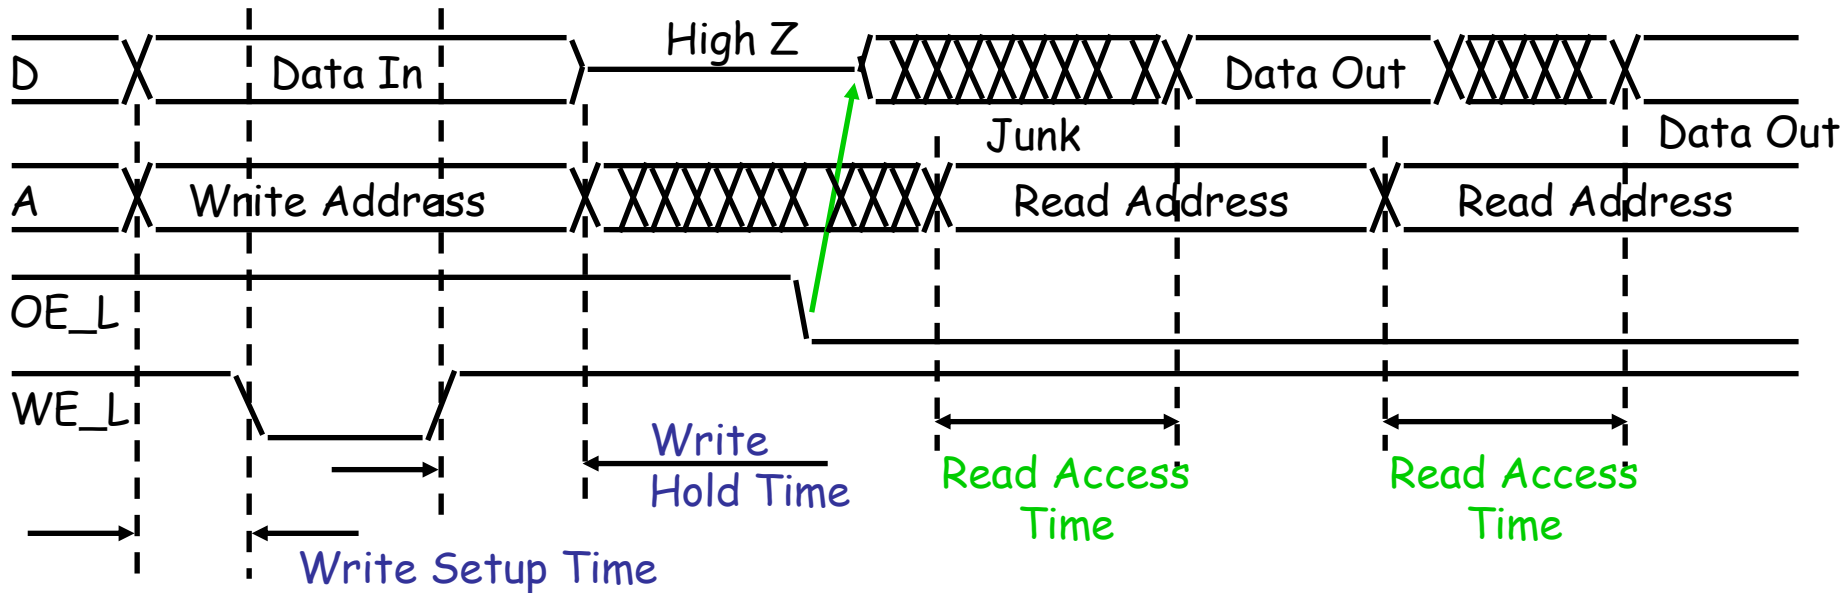 High Z
D
Data In
Data Out
Junk
Data Out
A
Write Address
Read Address
Read Address
OE_L
WE_L
Write
Hold Time
Read Access
Time
Read Access
Time
Write Setup Time